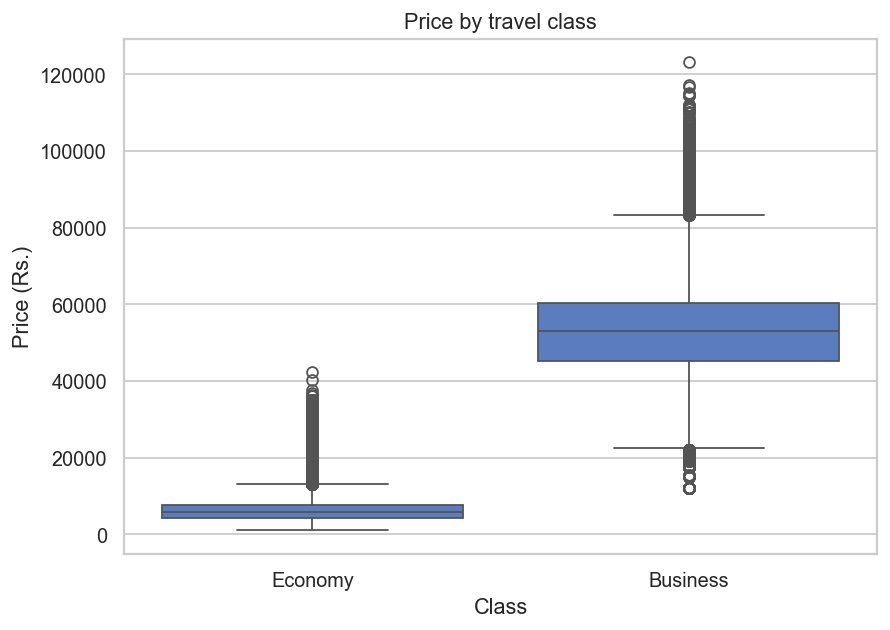 Price by travel class
Price (Rs.)
120000
100000
80000
60000
40000
20000
0
Economy
Business
Class